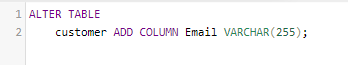 1 ALTER TABLE
2 customer ADD COLUMN Email VARCHAR(255);